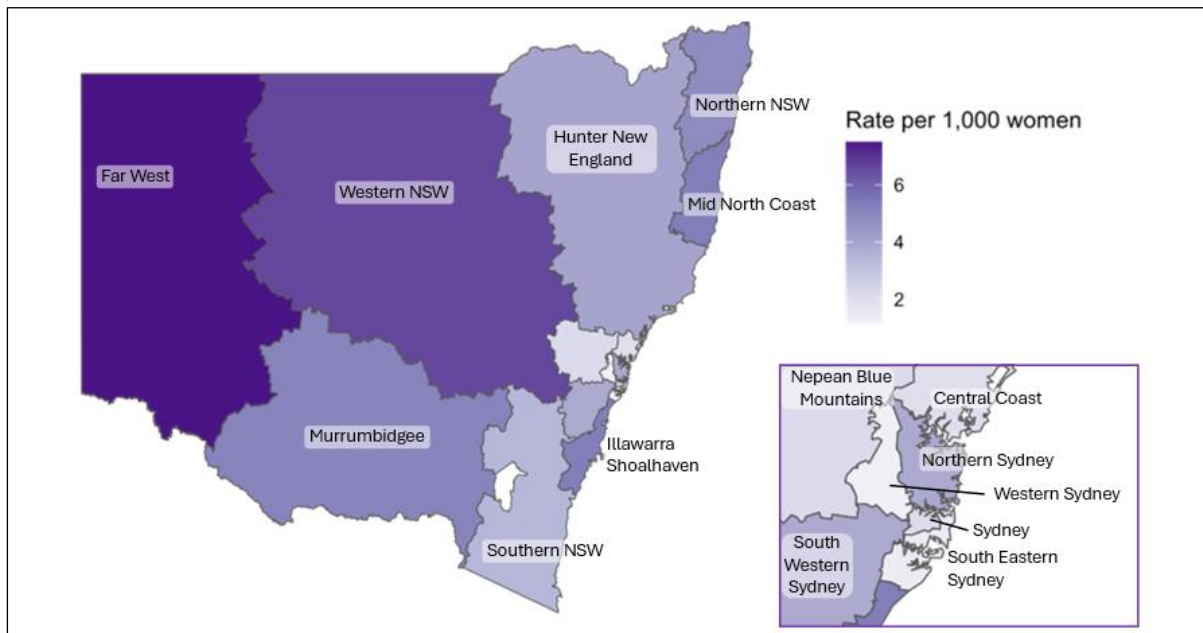 Northern NSW
Hunter New
England
Far West
Western NSW
Mid North Coast
Murrumbidgee
Illawarra
Shoalhaven
Southern NSW
Rate per 1,000 women
6
4
2
Nepean Blue
Mountains
Central Coast
Northern Sydney
Western Sydney
Sydney
South
Western
Sydney
South Eastern
Sydney